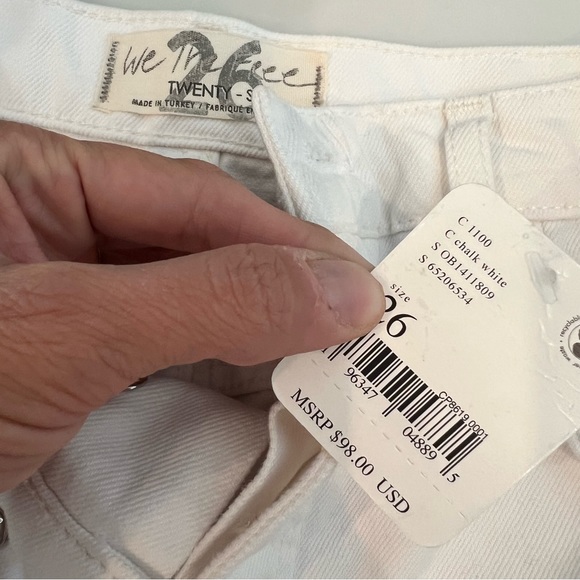 We The Free
26
TWENTY - S
MADE IN TURKEY / FABRIQUE E
C 1100
C chalk white
S OB1411809
S 65206534
size
26
CP8619 0001
96347 04889 5
MSRP $98.00 USD